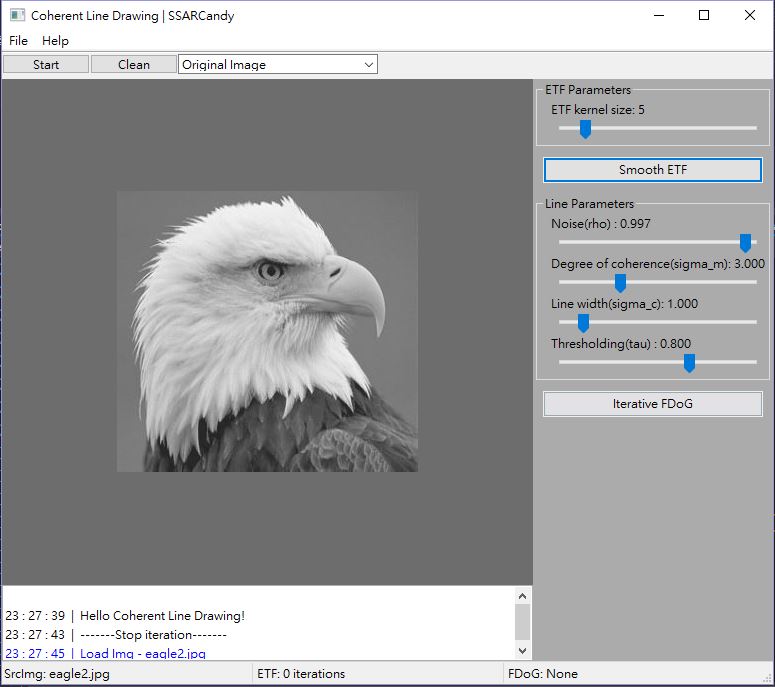 Coherent Line Drawing | SSARCandy
File Help
Start Clean Original Image
ETF Parameters
ETF kernel size: 5
Smooth ETF
Line Parameters
Noise(rho) : 0.997
Degree of coherence(sigma_m): 3.000
Line width(sigma_c): 1.000
Thresholding(tau) : 0.800
Iterative FDoG
23 : 27 : 39 | Hello Coherent Line Drawing!
23 : 27 : 43 | -------Stop iteration-------
23 : 27 : 45 | Load Img - eagle2.jpg
SrcImg: eagle2.jpg ETF: 0 iterations FDoG: None